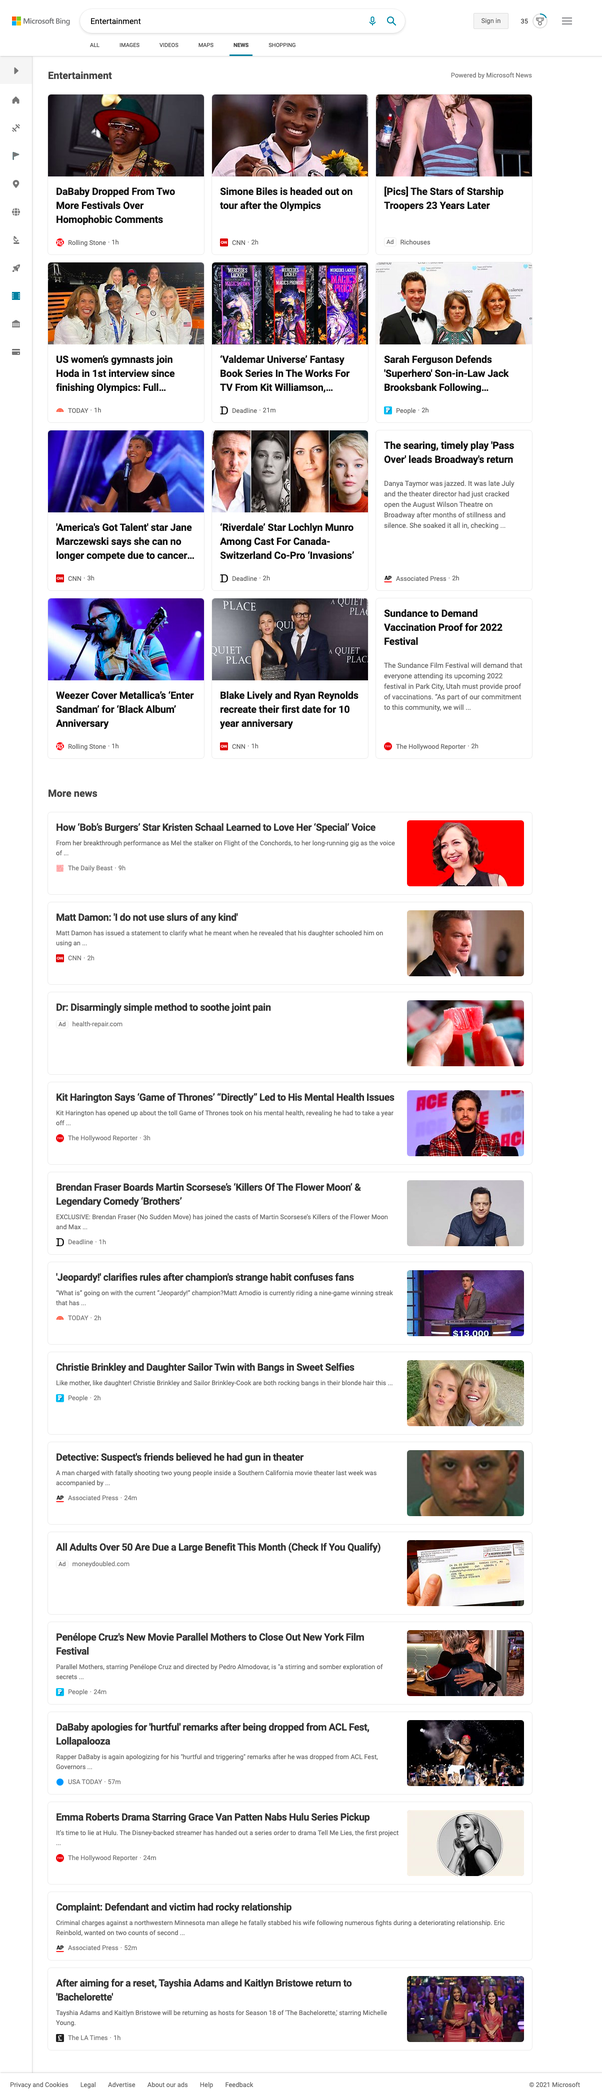 Microsoft Bing
Entertainment
Sign in
35
ALL IMAGES VIDEOS MAPS NEWS SHOPPING
Entertainment
Powered by Microsoft News
DaBaby Dropped From Two
More Festivals Over
Homophobic Comments
Rolling Stone · 1h
Simone Biles is headed out on
tour after the Olympics
CNN · 2h
[Pics] The Stars of Starship
Troopers 23 Years Later
Ad Richouses
US women's gymnasts join
Hoda in 1st interview since
finishing Olympics: Full...
TODAY · 1h
MERCEDES LACKEY
MERCEDES LACKEY
MERCEDES LACKEY
MAGIC'S PAWN
MAGIC'S PROMISE
MAGIC'S PRICE
‘Valdemar Universe’ Fantasy
Book Series In The Works For
TV From Kit Williamson,...
Deadline · 21m
Sarah Ferguson Defends
'Superhero' Son-in-Law Jack
Brooksbank Following...
People · 2h
'America's Got Talent' star Jane
Marczewski says she can no
longer compete due to cancer...
CNN · 3h
‘Riverdale’ Star Lochlyn Munro
Among Cast For Canada-
Switzerland Co-Pro ‘Invasions’
Deadline · 2h
The searing, timely play 'Pass
Over' leads Broadway's return
Danya Taymor was jazzed. It was late July
and the theater director had just cracked
open the August Wilson Theatre on
Broadway after months of stillness and
silence. She soaked it all in, checking ...
AP Associated Press · 2h
Weezer Cover Metallica’s ‘Enter
Sandman’ for ‘Black Album’
Anniversary
Rolling Stone · 1h
PLACE
A QUIET
QUIET
PLAC
Blake Lively and Ryan Reynolds
recreate their first date for 10
year anniversary
CNN · 1h
Sundance to Demand
Vaccination Proof for 2022
Festival
The Sundance Film Festival will demand that
everyone attending its upcoming 2022
festival in Park City, Utah must provide proof
of vaccinations. “As part of our commitment
to this community, we will ...
The Hollywood Reporter · 2h
More news
How ‘Bob’s Burgers’ Star Kristen Schaal Learned to Love Her ‘Special’ Voice
From her breakthrough performance as Mel the stalker on Flight of the Conchords, to her long-running gig as the voice
of ...
The Daily Beast · 9h
Matt Damon: 'I do not use slurs of any kind'
Matt Damon has issued a statement to clarify what he meant when he revealed that his daughter schooled him on
using an ...
CNN · 2h
Dr: Disarmingly simple method to soothe joint pain
Ad health-repair.com
Kit Harington Says ‘Game of Thrones’ “Directly” Led to His Mental Health Issues
Kit Harington has opened up about the toll Game of Thrones took on his mental health, revealing he had to take a year
off ...
The Hollywood Reporter · 3h
ACE
ACE
Brendan Fraser Boards Martin Scorsese’s ‘Killers Of The Flower Moon’ &
Legendary Comedy ‘Brothers’
EXCLUSIVE: Brendan Fraser (No Sudden Move) has joined the casts of Martin Scorsese’s Killers of the Flower Moon
and Max ...
Deadline · 1h
'Jeopardy!' clarifies rules after champion's strange habit confuses fans
“What is” going on with the current “Jeopardy!” champion?Matt Amodio is currently riding a nine-game winning streak
that has ...
TODAY · 2h
$13,000
Christie Brinkley and Daughter Sailor Twin with Bangs in Sweet Selfies
Like mother, like daughter! Christie Brinkley and Sailor Brinkley-Cook are both rocking bangs in their blonde hair this ...
People · 2h
Detective: Suspect's friends believed he had gun in theater
A man charged with fatally shooting two young people inside a Southern California movie theater last week was
accompanied by ...
AP Associated Press · 24m
All Adults Over 50 Are Due a Large Benefit This Month (Check If You Qualify)
Ad moneydoubled.com
Penélope Cruz's New Movie Parallel Mothers to Close Out New York Film
Festival
Parallel Mothers, starring Penélope Cruz and directed by Pedro Almodovar, is "a stirring and somber exploration of
secrets ...
People · 24m
DaBaby apologies for 'hurtful' remarks after being dropped from ACL Fest,
Lollapalooza
Rapper DaBaby is again apologizing for his "hurtful and triggering" remarks after he was dropped from ACL Fest,
Governors ...
USA TODAY · 57m
Emma Roberts Drama Starring Grace Van Patten Nabs Hulu Series Pickup
It’s time to lie at Hulu. The Disney-backed streamer has handed out a series order to drama Tell Me Lies, the first project
...
The Hollywood Reporter · 24m
Complaint: Defendant and victim had rocky relationship
Criminal charges against a northwestern Minnesota man allege he fatally stabbed his wife following numerous fights during a deteriorating relationship. Eric
Reinbold, wanted on two counts of second ...
AP Associated Press · 52m
After aiming for a reset, Tayshia Adams and Kaitlyn Bristowe return to
'Bachelorette'
Tayshia Adams and Kaitlyn Bristowe will be returning as hosts for Season 18 of 'The Bachelorette,' starring Michelle
Young.
The LA Times · 1h
Privacy and Cookies Legal Advertise About our ads Help Feedback
© 2021 Microsoft